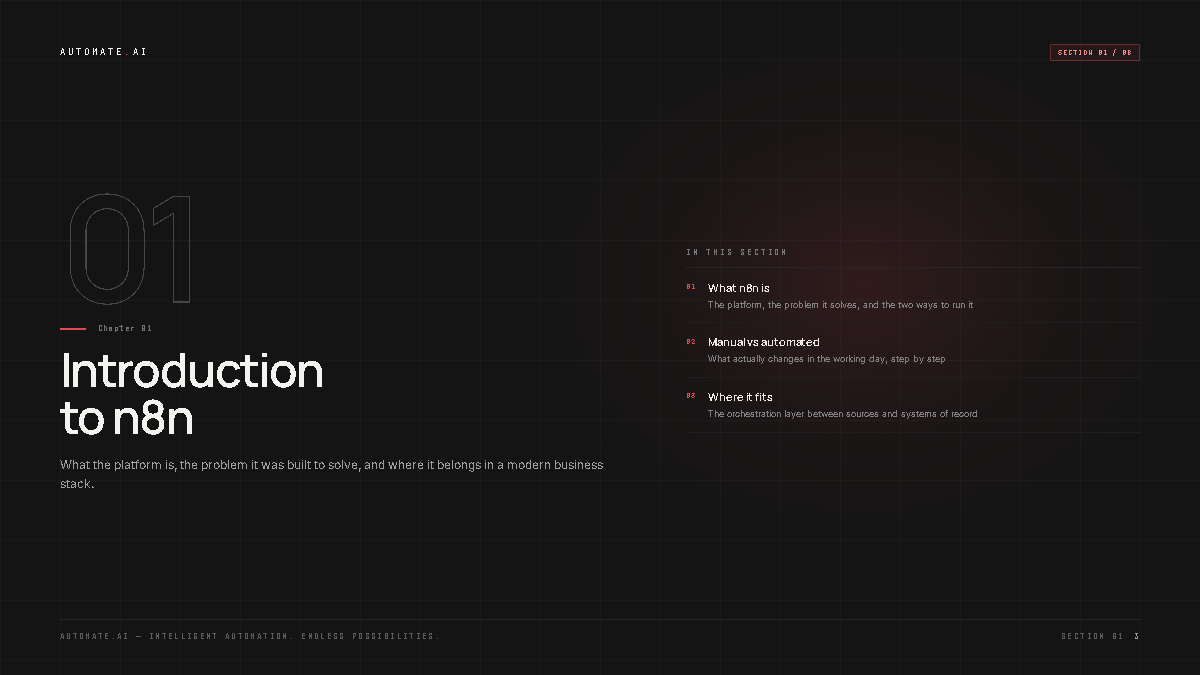 AUTOMATE.AI
SECTION 01 / 08
01
Chapter 01
Introduction
to n8n
What the platform is, the problem it was built to solve, and where it belongs in a modern business
stack.
IN THIS SECTION
01 What n8n is
The platform, the problem it solves, and the two ways to run it
02 Manual vs automated
What actually changes in the working day, step by step
03 Where it fits
The orchestration layer between sources and systems of record
AUTOMATE.AI — INTELLIGENT AUTOMATION. ENDLESS POSSIBILITIES.
SECTION 01 3